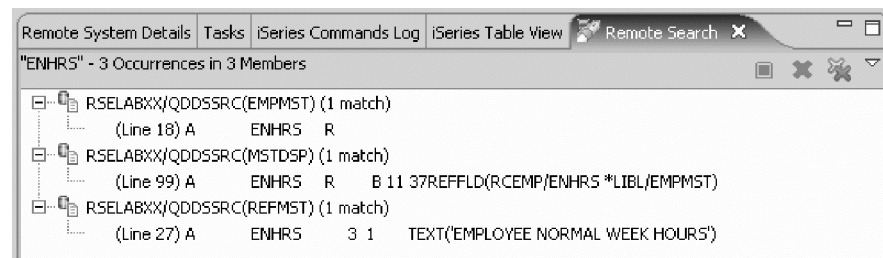 Remote System Details Tasks iSeries Commands Log iSeries Table View Remote Search
"ENHRS" - 3 Occurrences in 3 Members
RSELABXX/QDDSSRC(EMPMST) (1 match)
(Line 18) A ENHRS R
RSELABXX/QDDSSRC(MSTDSP) (1 match)
(Line 99) A ENHRS R B 11 37REFFLD(RCEMP/ENHRS *LIBL/EMPMST)
RSELABXX/QDDSSRC(REFMST) (1 match)
(Line 27) A ENHRS 3 1 TEXT('EMPLOYEE NORMAL WEEK HOURS')